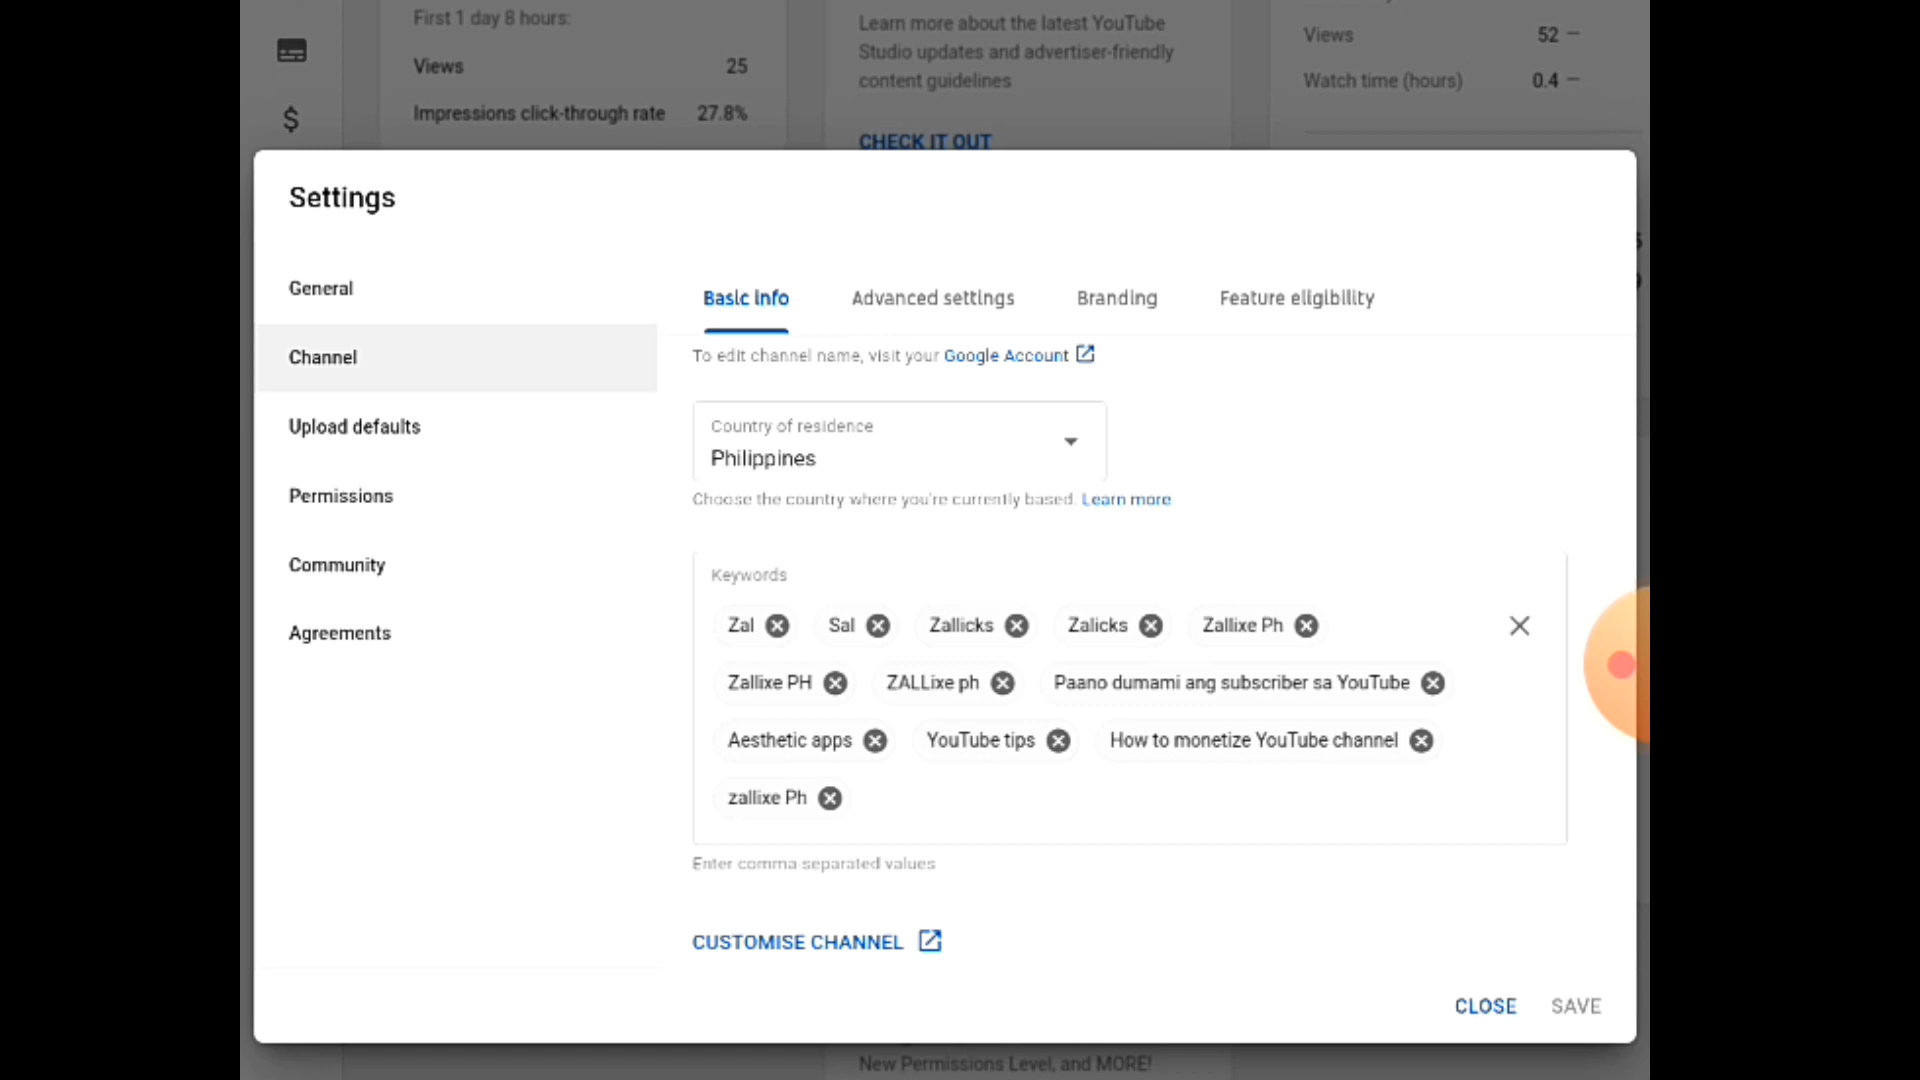 First 1 day 8 hours:
Views 25
Impressions click-through rate 27.8%
Learn more about the latest YouTube
Studio updates and advertiser-friendly
content guidelines
CHECK IT OUT
Views 52 —
Watch time (hours) 0.4 —
Settings
General
Channel
Upload defaults
Permissions
Community
Agreements
Basic info Advanced settings Branding Feature eligibility
To edit channel name, visit your Google Account
Country of residence
Philippines
Choose the country where you're currently based. Learn more
Keywords
Zal Sal Zallicks Zalicks Zallixe Ph
Zallixe PH ZALLixe ph Paano dumami ang subscriber sa YouTube
Aesthetic apps YouTube tips How to monetize YouTube channel
zallixe Ph
Enter comma-separated values
CUSTOMISE CHANNEL
CLOSE SAVE
New Permissions Level, and MORE!